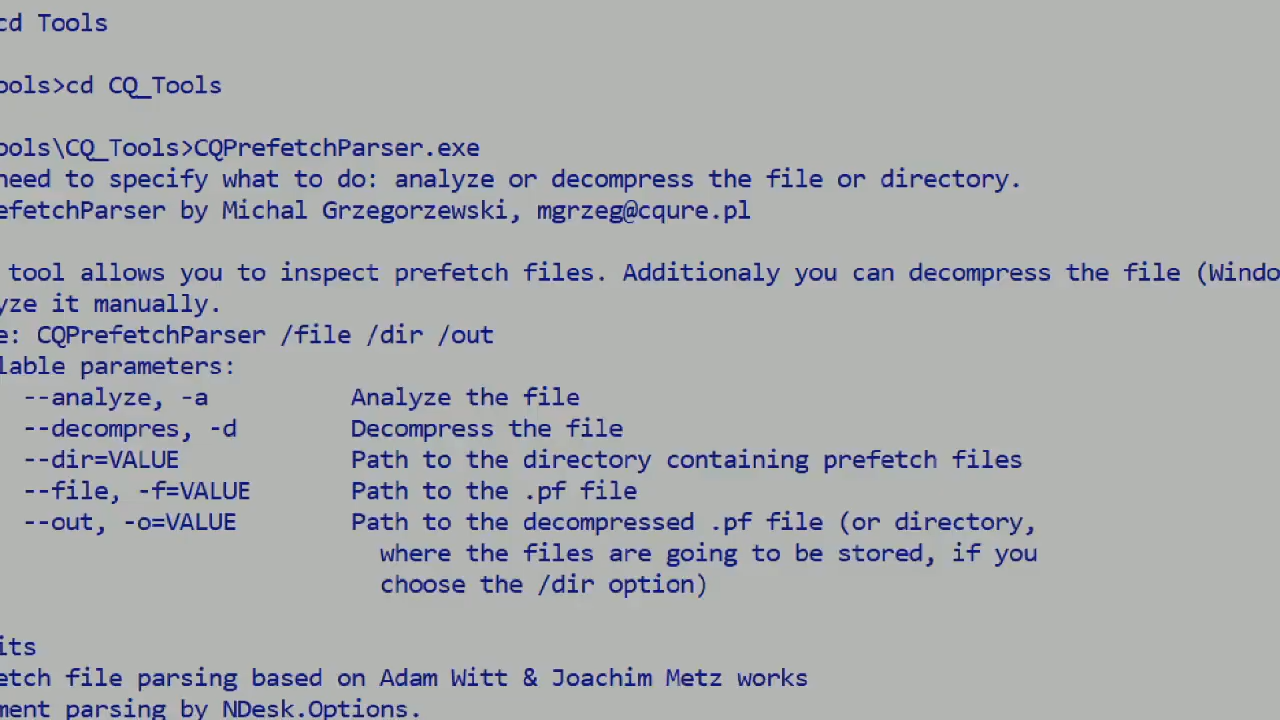 cd Tools
ools>cd CQ_Tools
ools\CQ_Tools>CQPrefetchParser.exe
need to specify what to do: analyze or decompress the file or directory.
efetchParser by Michal Grzegorzewski, mgrzeg@cqure.pl
tool allows you to inspect prefetch files. Additionaly you can decompress the file (Windo
yze it manually.
e: CQPrefetchParser /file /dir /out
lable parameters:
--analyze, -a Analyze the file
--decompres, -d Decompress the file
--dir=VALUE Path to the directory containing prefetch files
--file, -f=VALUE Path to the .pf file
--out, -o=VALUE Path to the decompressed .pf file (or directory,
where the files are going to be stored, if you
choose the /dir option)
its
etch file parsing based on Adam Witt & Joachim Metz works
ment parsing by NDesk.Options.